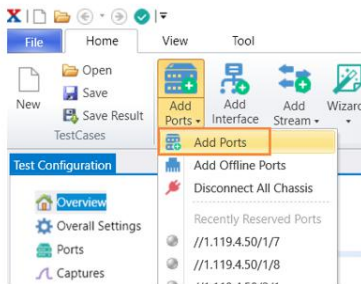 File Home View Tool
New
Open
Save
Save Result
TestCases
Add Ports
Add Interface
Add Stream
Test Configuration
Overview
Overall Settings
Ports
Captures
Add Ports
Add Offline Ports
Disconnect All Chassis
Recently Reserved Ports
//1.119.4.50/1/7
//1.119.4.50/1/8